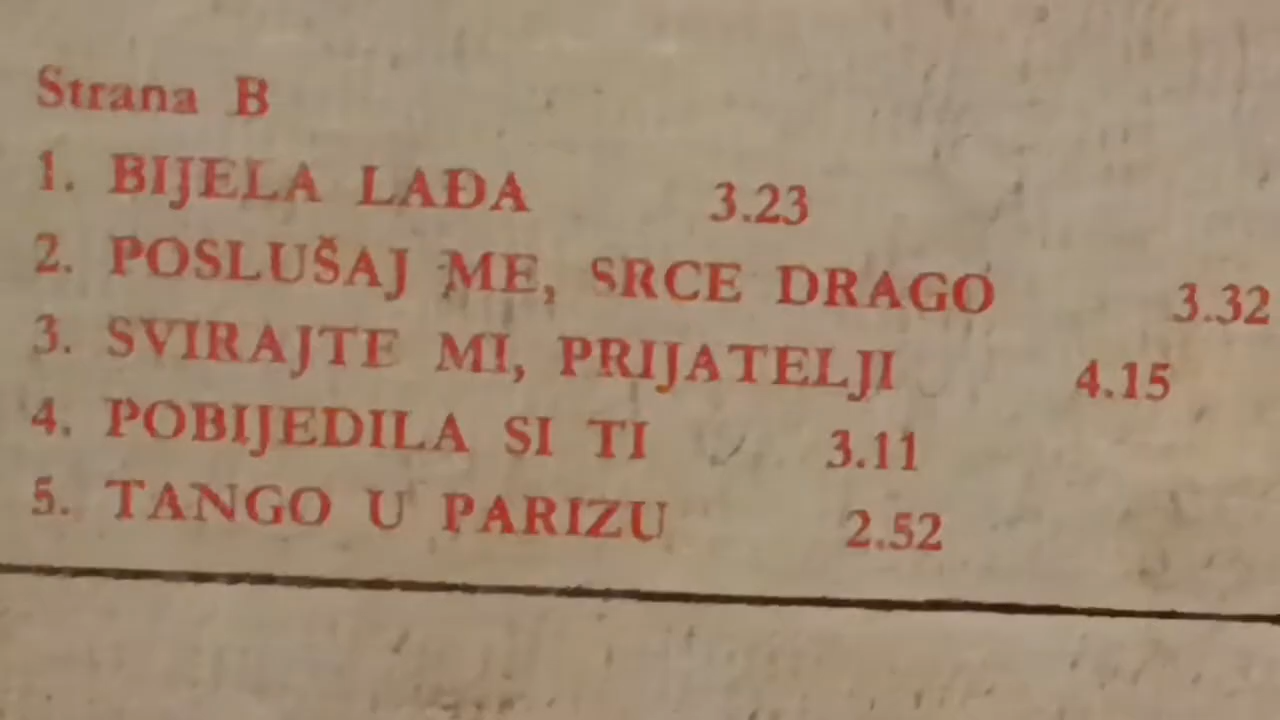 Strana B
1. BIJELA LAĐA 3.23
2. POSLUŠAJ ME, SRCE DRAGO 3.32
3. SVIRAJTE MI, PRIJATELJI 4.15
4. POBIJEDILA SI TI 3.11
5. TANGO U PARIZU 2.52